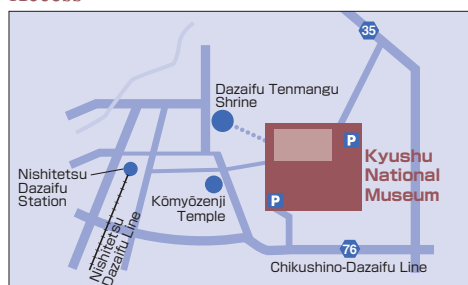 35
Dazaifu Tenmangu
Shrine
P
Kyushu
National
Museum
Nishitetsu
Dazaifu
Station
Kōmyōzenji
Temple
P
Nishitetsu
Dazaifu Line
76
Chikushino-Dazaifu Line